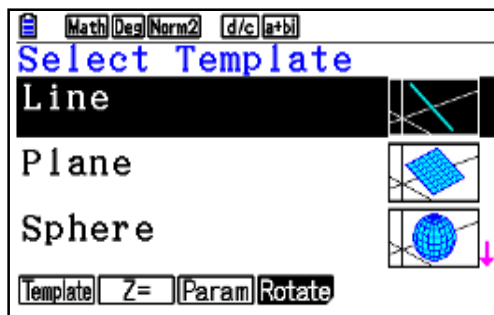 Math Deg Norm2 d/c a+bi
Select Template
Line
Plane
Sphere
Template Z= Param Rotate